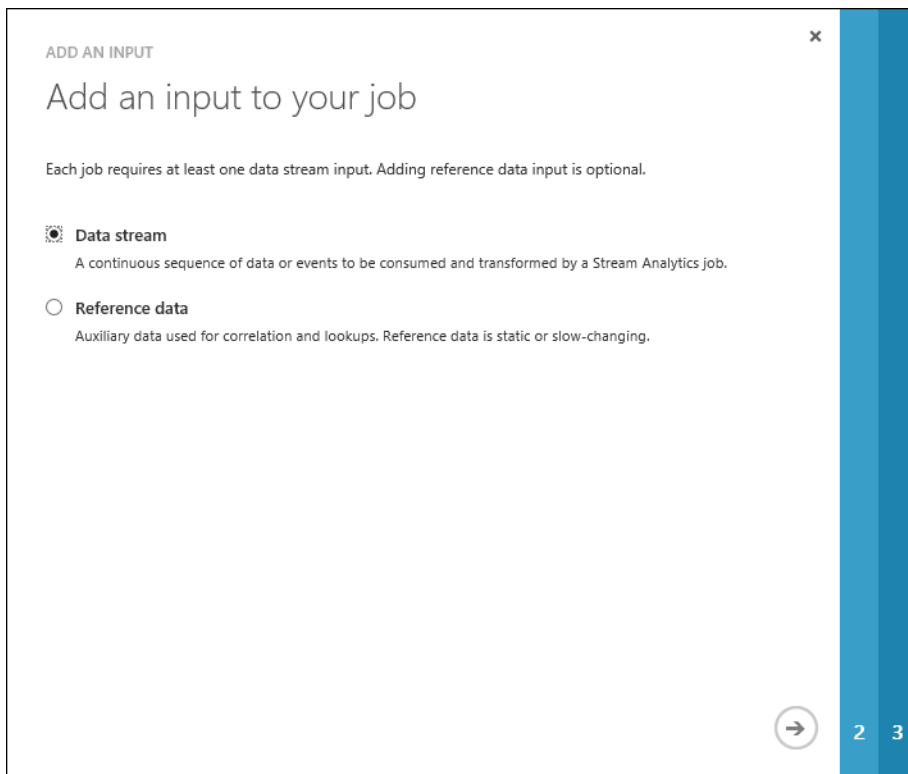 ADD AN INPUT
Add an input to your job
Each job requires at least one data stream input. Adding reference data input is optional.
Data stream
A continuous sequence of data or events to be consumed and transformed by a Stream Analytics job.
Reference data
Auxiliary data used for correlation and lookups. Reference data is static or slow-changing.
2 3